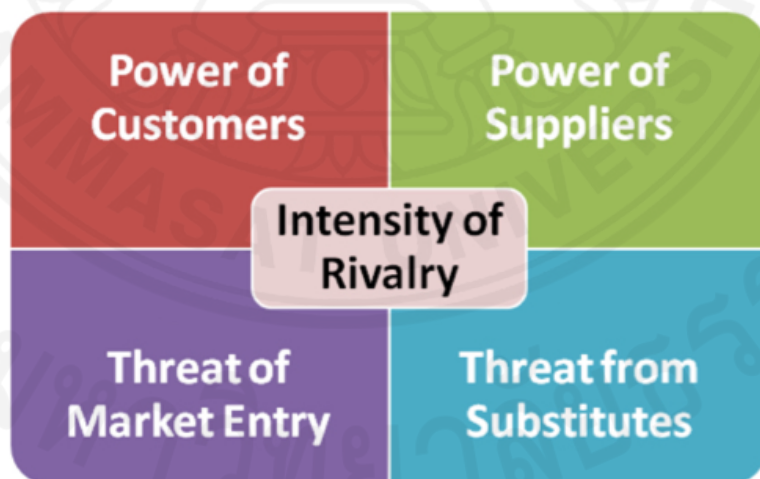 Power of
Customers
Power of
Suppliers
Intensity of
Rivalry
Threat of
Market Entry
Threat from
Substitutes